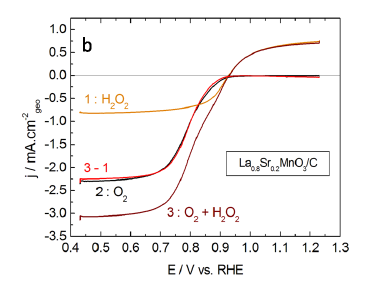 b
1.0
0.5
0.0
-0.5
-1.0
-1.5
-2.0
-2.5
-3.0
-3.5
j / mA.cm⁻²geo
1 : H₂O₂
3 - 1
2 : O₂
3 : O₂ + H₂O₂
La₀.₈Sr₀.₂MnO₃/C
0.4 0.5 0.6 0.7 0.8 0.9 1.0 1.1 1.2 1.3
E / V vs. RHE